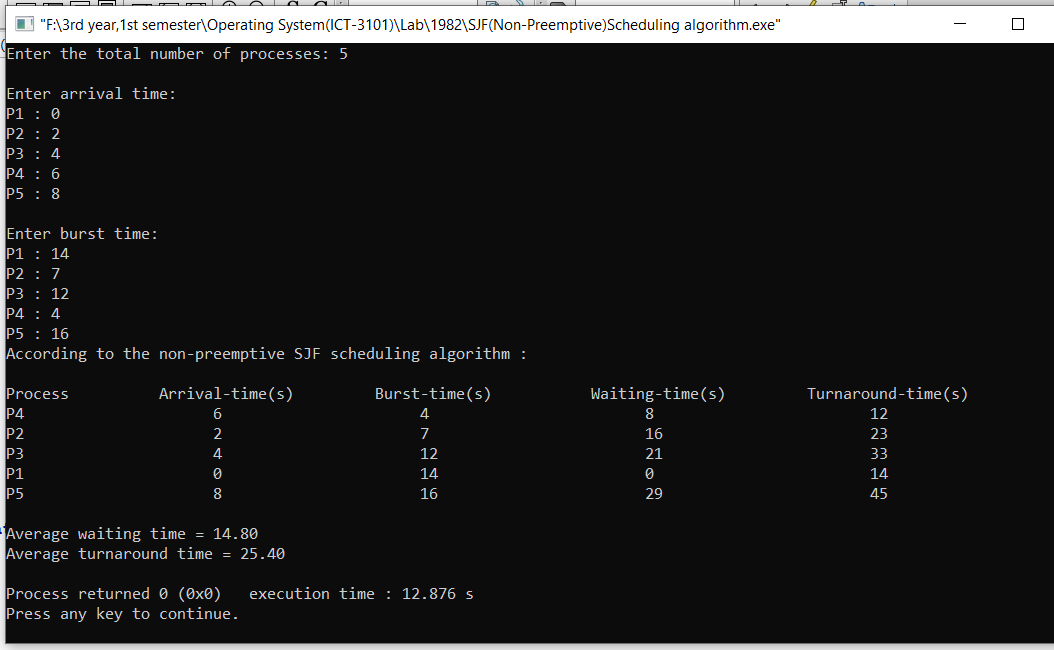 "F:\3rd year,1st semester\Operating System(ICT-3101)\Lab\1982\SJF(Non-Preemptive)Scheduling algorithm.exe"
Enter the total number of processes: 5
Enter arrival time:
P1 : 0
P2 : 2
P3 : 4
P4 : 6
P5 : 8
Enter burst time:
P1 : 14
P2 : 7
P3 : 12
P4 : 4
P5 : 16
According to the non-preemptive SJF scheduling algorithm :
Process Arrival-time(s) Burst-time(s) Waiting-time(s) Turnaround-time(s)
P4 6 4 8 12
P2 2 7 16 23
P3 4 12 21 33
P1 0 14 0 14
P5 8 16 29 45
Average waiting time = 14.80
Average turnaround time = 25.40
Process returned 0 (0x0) execution time : 12.876 s
Press any key to continue.